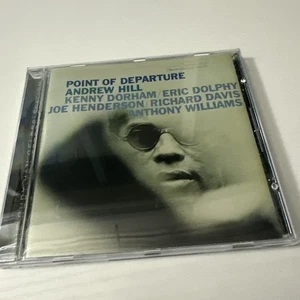 POINT OF DEPARTURE
ANDREW HILL
KENNY DORHAM/ERIC DOLPHY
JOE HENDERSON/RICHARD DAVIS
ANTHONY WILLIAMS